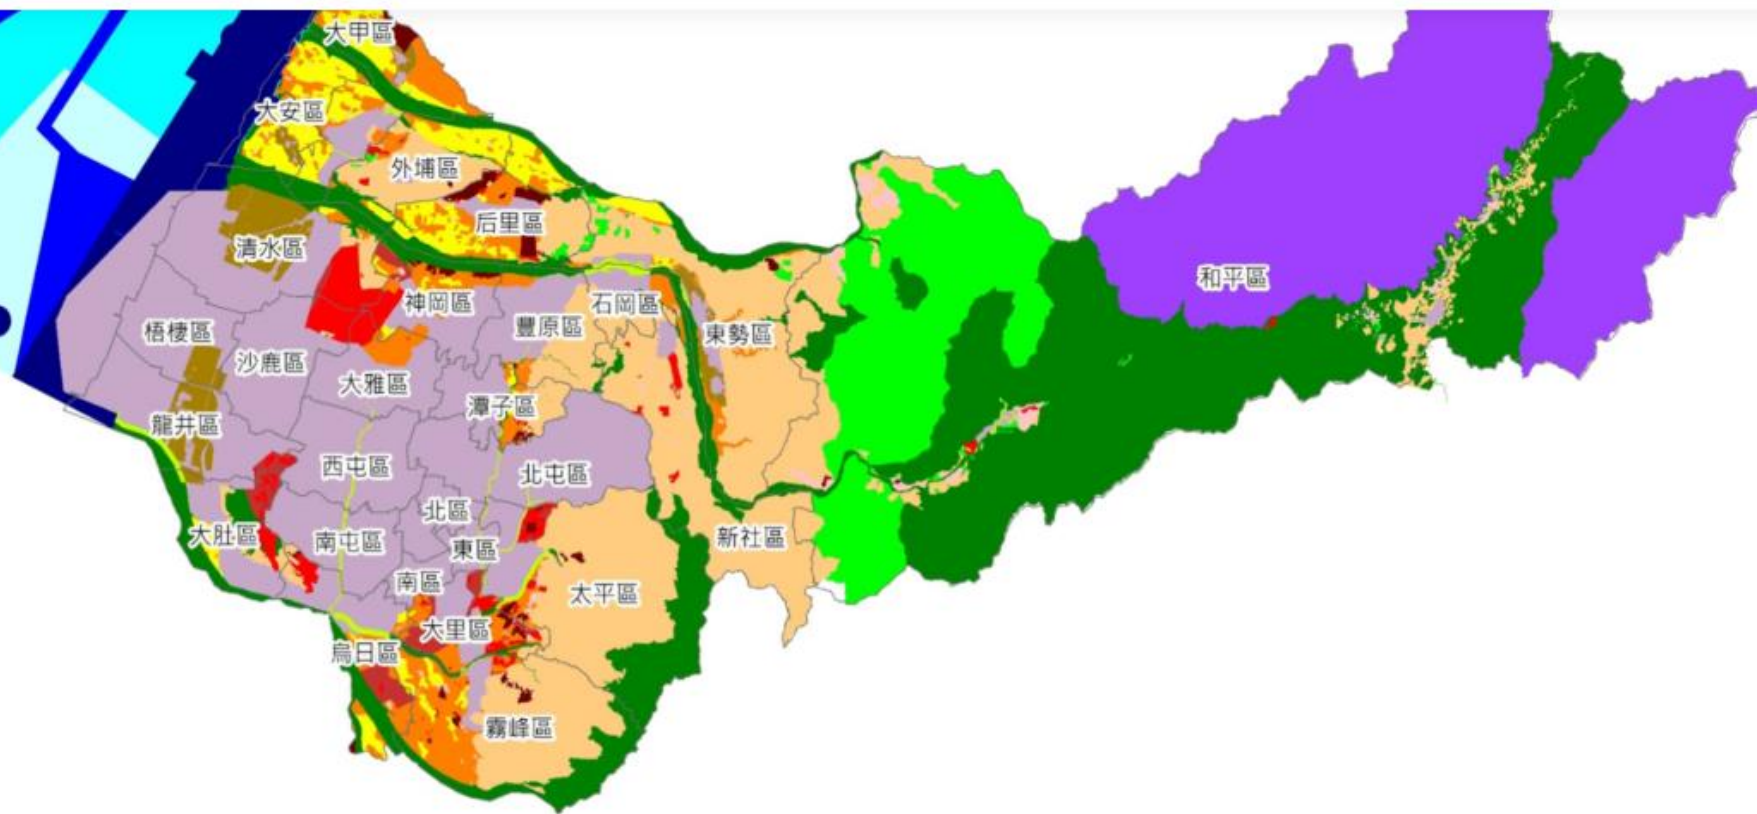 大甲區
大安區
外埔區
后里區
清水區
和平區
神岡區
石岡區
豐原區
梧棲區
東勢區
沙鹿區
大雅區
潭子區
龍井區
西屯區
北屯區
北區
大肚區
南屯區
東區
新社區
南區
太平區
大里區
烏日區
霧峰區